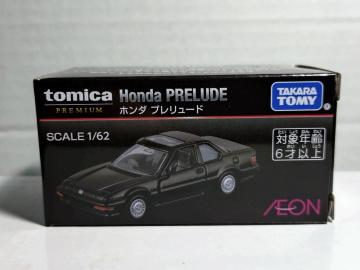 tomica
PREMIUM
Honda PRELUDE
ホンダ プレリュード
TAKARA
TOMY
SCALE 1/62
対象年齢
6才以上
ÆON